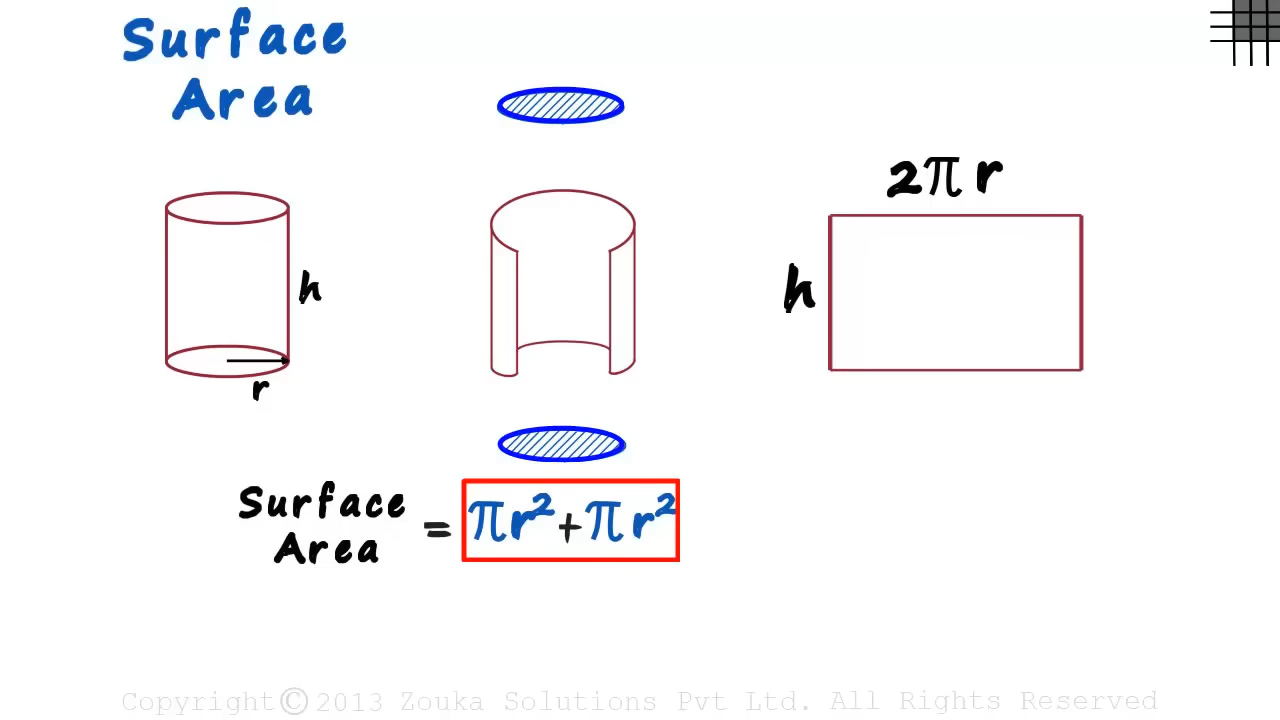 Surface
Area
2πr
h
h
r
Surface
Area
= πr²+πr²
Copyright© 2013 Zouka Solutions Pvt Ltd. All Rights Reserved